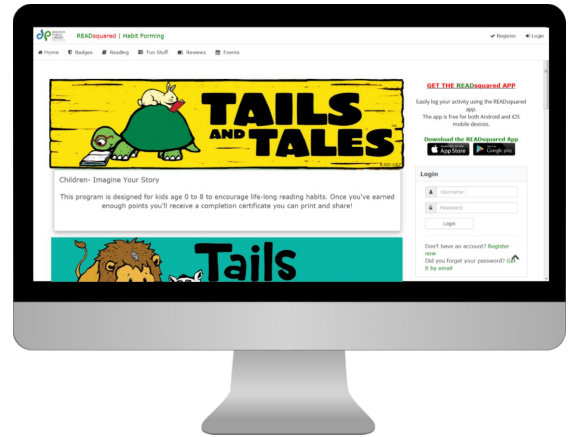 READsquared | Habit Forming
Register
Login
Home
Badges
Reading
Fun Stuff
Reviews
Events
TAILS
AND TALES
Children- Imagine Your Story
This program is designed for kids age 0 to 8 to encourage life-long reading habits. Once you've earned
enough points you'll receive a completion certificate you can print and share!
Tails
GET THE READsquared APP
Easily log your activity using the READsquared
app.
The app is free for both Android and iOS
mobile devices.
Download the READsquared App
App Store
Google play
Login
Username:
Password:
Login
Don't have an account? Register
now
Did you forget your password? Get
it by email